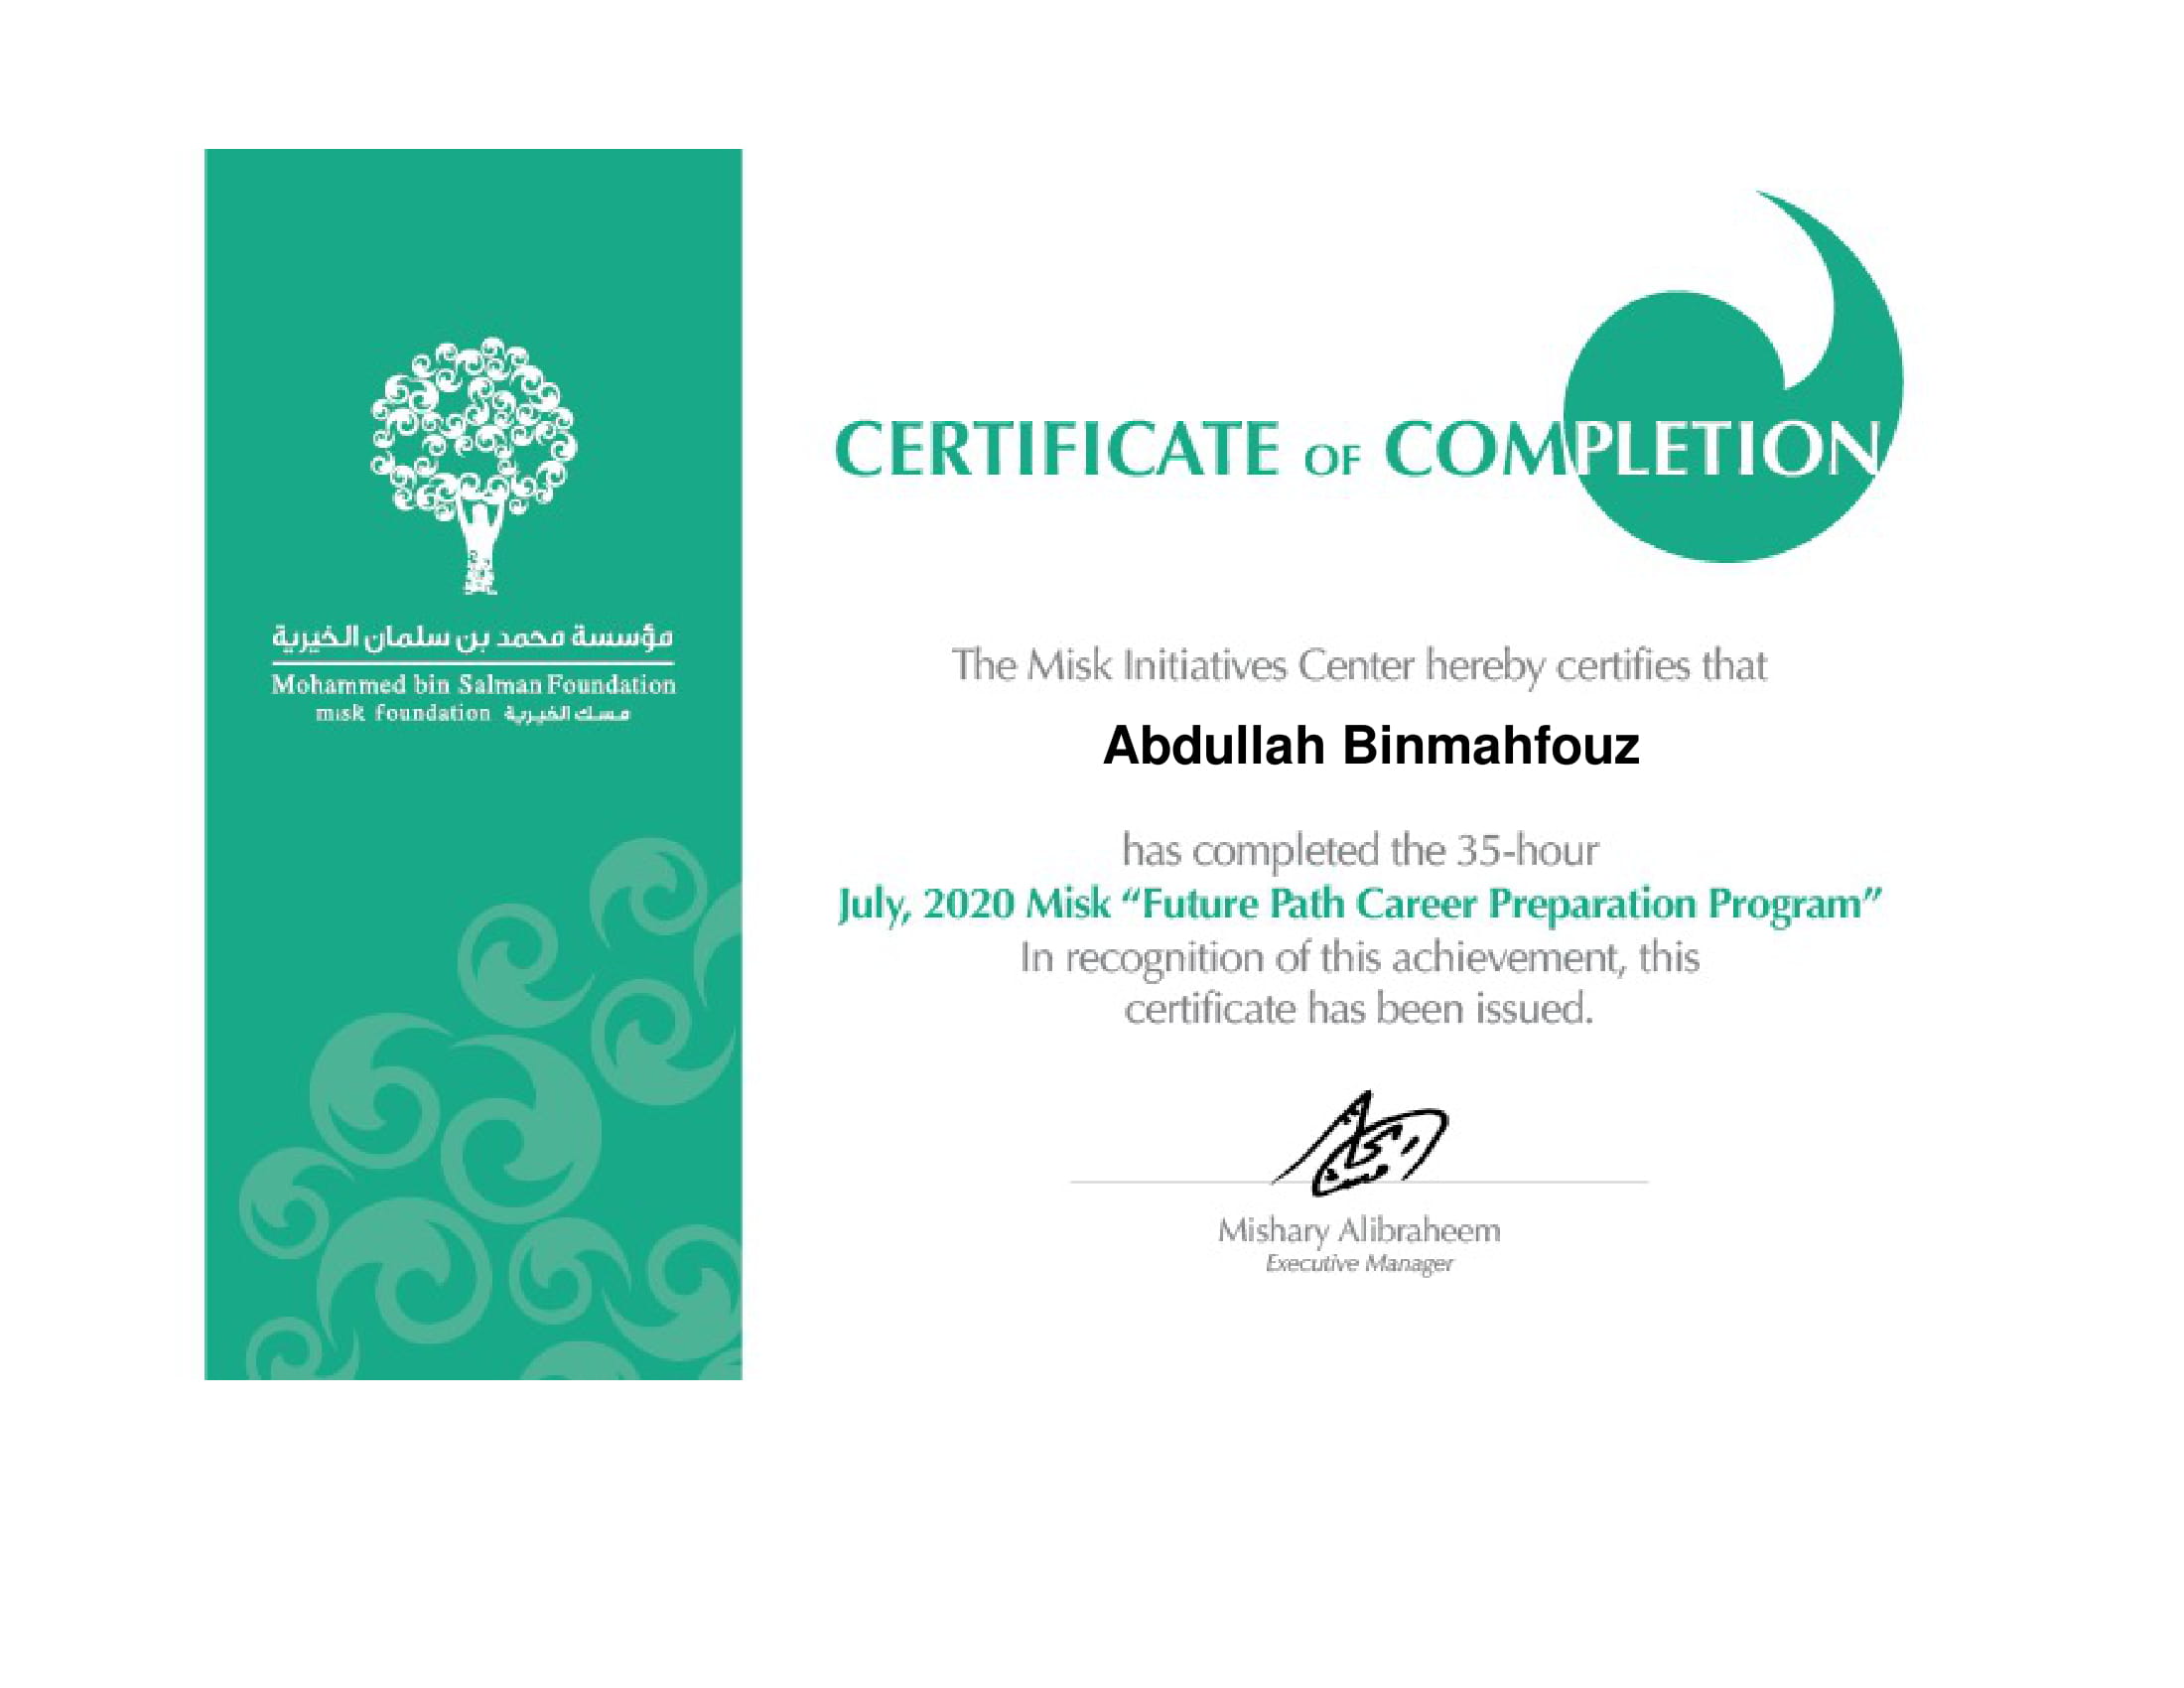 مؤسسة محمد بن سلمان الخيرية
Mohammed bin Salman Foundation
misk foundation مسك الخيرية
CERTIFICATE OF COMPLETION
The Misk Initiatives Center hereby certifies that
Abdullah Binmahfouz
has completed the 35-hour
July, 2020 Misk “Future Path Career Preparation Program”
In recognition of this achievement, this
certificate has been issued.
Mishary Alibraheem
Executive Manager